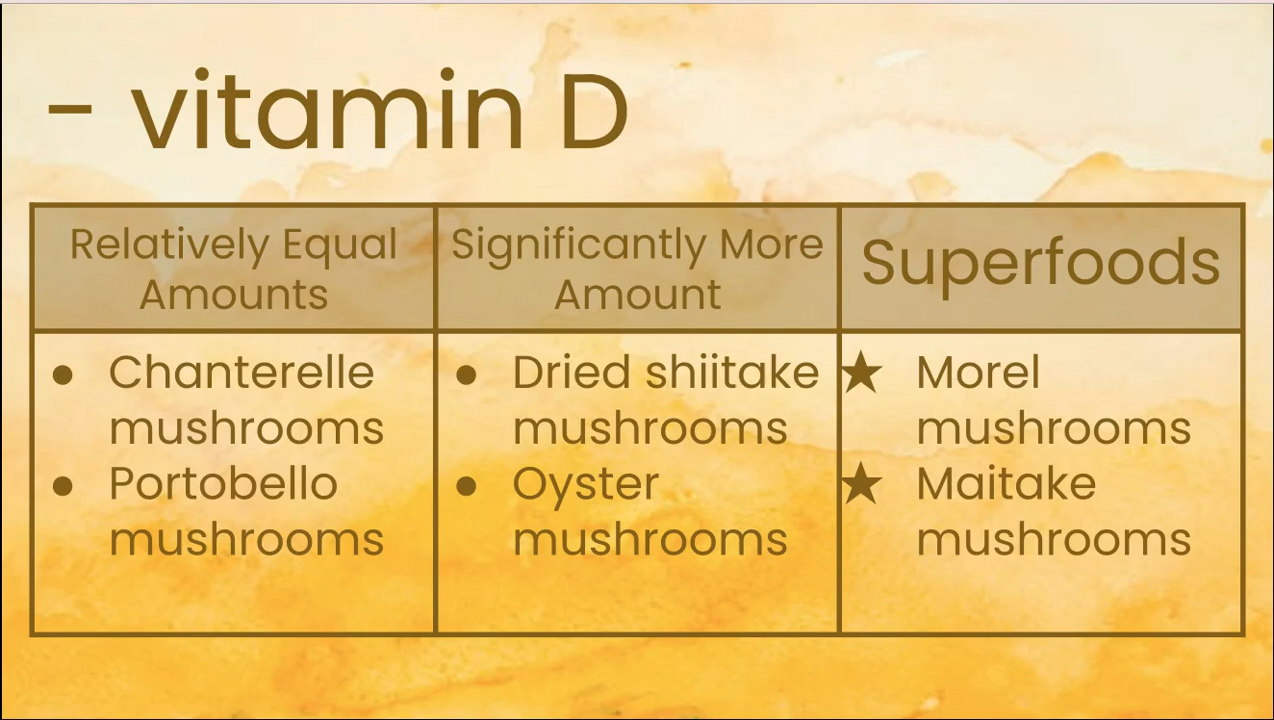 - vitamin D
Relatively Equal
Amounts
Significantly More
Amount
Superfoods
● Chanterelle
mushrooms
● Portobello
mushrooms
● Dried shiitake
mushrooms
● Oyster
mushrooms
★ Morel
mushrooms
★ Maitake
mushrooms